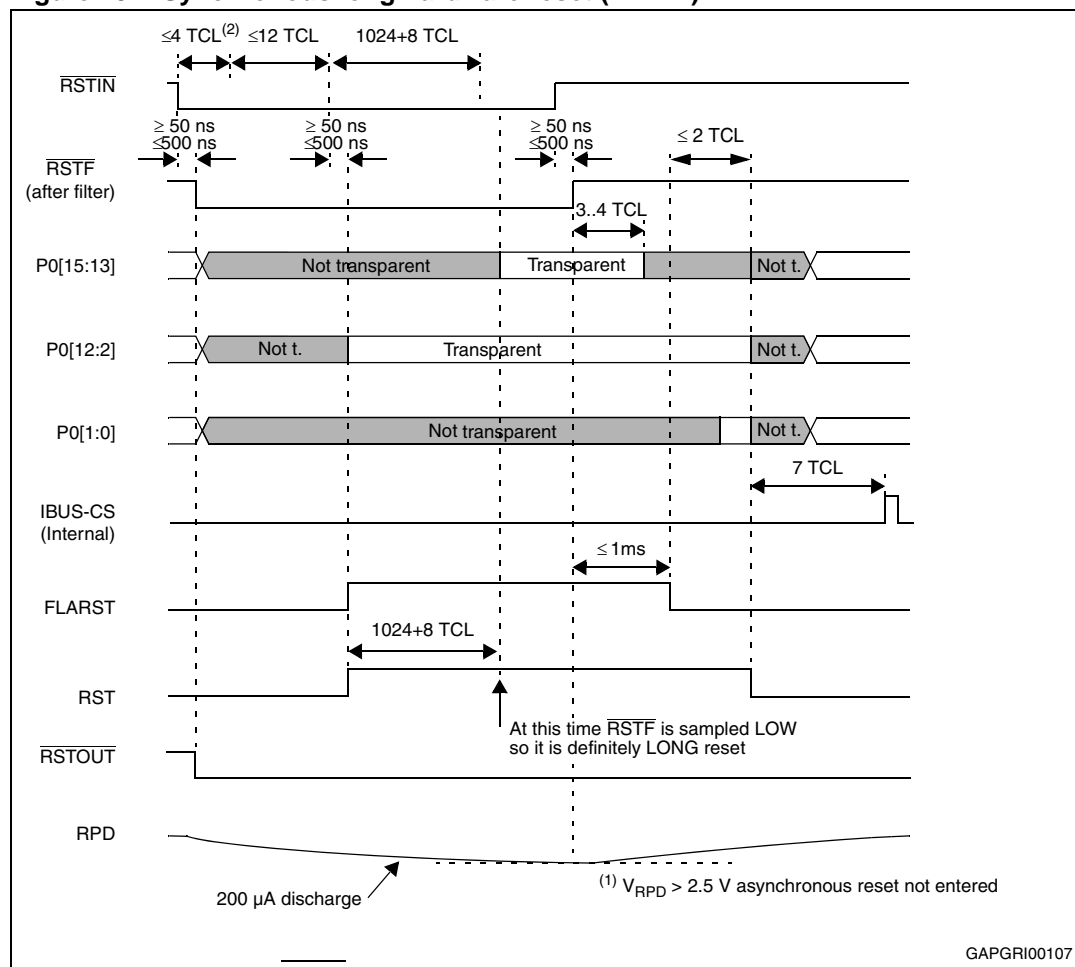 ≤4 TCL(2) ≤12 TCL 1024+8 TCL
RSTIN
≥ 50 ns ≥ 50 ns ≥ 50 ns
≤500 ns ≤500 ns ≤500 ns ≤ 2 TCL
RSTF
(after filter)
3..4 TCL
P0[15:13] Not transparent Transparent Not t.
P0[12:2] Not t. Transparent Not t.
P0[1:0] Not transparent Not t.
7 TCL
IBUS-CS
(Internal)
≤ 1ms
FLARST
1024+8 TCL
RST
At this time RSTF is sampled LOW
so it is definitely LONG reset
RSTOUT
RPD
200 µA discharge
(1) VRPD > 2.5 V asynchronous reset not entered
GAPGRI00107